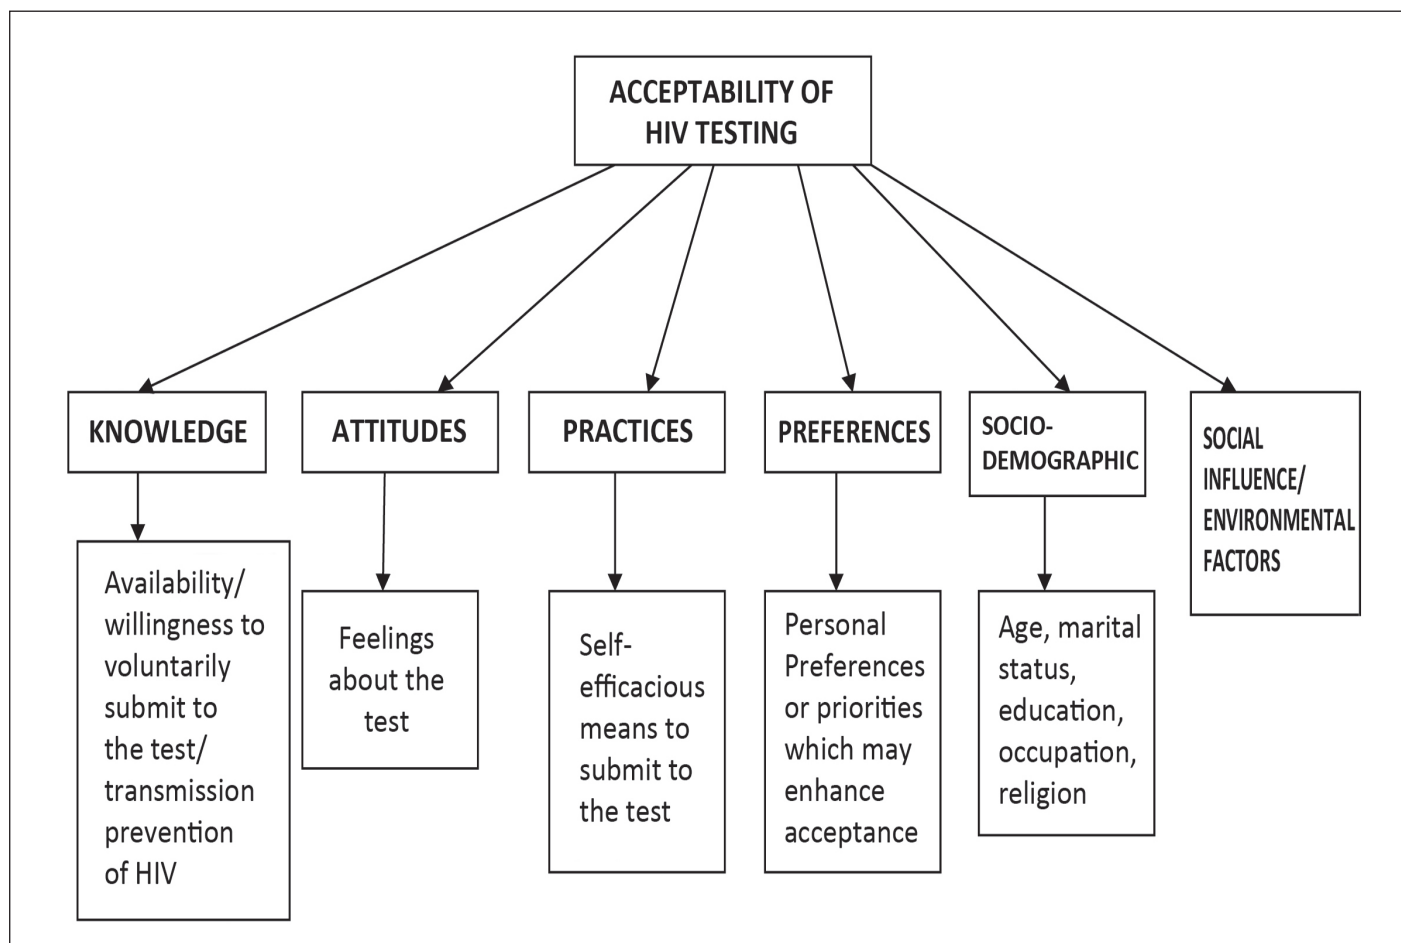 ACCEPTABILITY OF
HIV TESTING
KNOWLEDGE
ATTITUDES
PRACTICES
PREFERENCES
SOCIO-
DEMOGRAPHIC
SOCIAL
INFLUENCE/
ENVIRONMENTAL
FACTORS
Availability/
willingness to
voluntarily
submit to
the test/
transmission
prevention
of HIV
Feelings
about the
test
Self-
efficacious
means to
submit to
the test
Personal
Preferences
or priorities
which may
enhance
acceptance
Age, marital
status,
education,
occupation,
religion